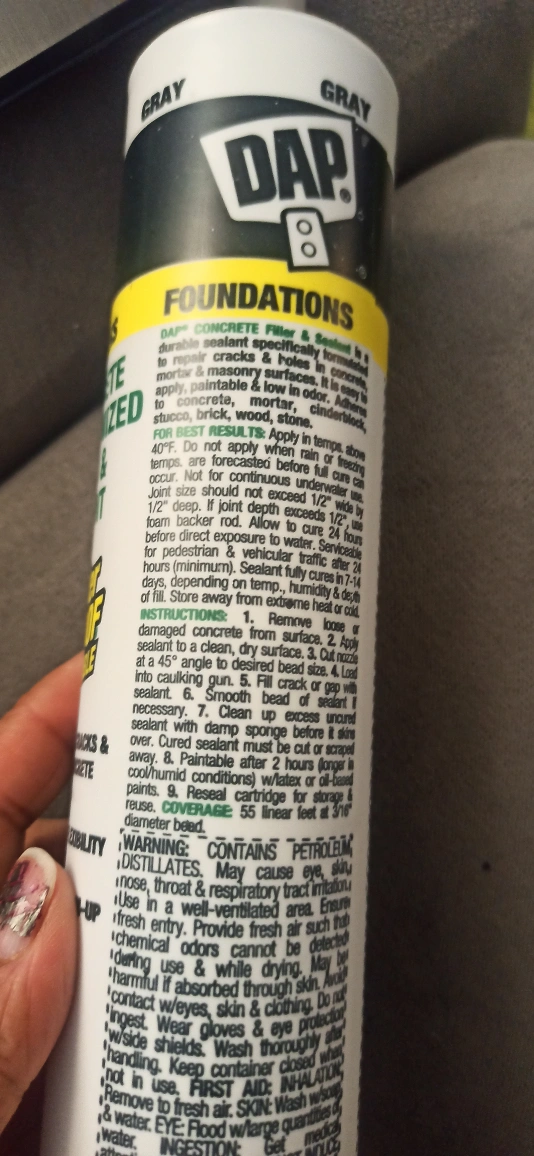 GRAY GRAY
DAP®
FOUNDATIONS
DAP® CONCRETE Filler & Sealant is a
durable sealant specifically formulated
to repair cracks & holes in concrete,
mortar & masonry surfaces. It is easy to
apply, paintable & low in odor. Adheres
to concrete, mortar, cinderblock,
stucco, brick, wood, stone.
FOR BEST RESULTS: Apply in temps. above
40°F. Do not apply when rain or freezing
temps. are forecasted before full cure can
occur. Not for continuous underwater use.
Joint size should not exceed 1/2" wide by
1/2" deep. If joint depth exceeds 1/2", use
foam backer rod. Allow to cure 24 hours
before direct exposure to water. Serviceable
for pedestrian & vehicular traffic after 24
hours (minimum). Sealant fully cures in 7-14
days, depending on temp., humidity & depth
of fill. Store away from extreme heat or cold.
INSTRUCTIONS: 1. Remove loose or
damaged concrete from surface. 2. Apply
sealant to a clean, dry surface. 3. Cut nozzle
at a 45° angle to desired bead size. 4. Load
into caulking gun. 5. Fill crack or gap with
sealant. 6. Smooth bead of sealant if
necessary. 7. Clean up excess uncured
sealant with damp sponge before it skins
over. Cured sealant must be cut or scraped
away. 8. Paintable after 2 hours (longer in
cool/humid conditions) w/latex or oil-based
paints. 9. Reseal cartridge for storage &
reuse. COVERAGE: 55 linear feet at 3/16"
diameter bead.
WARNING: CONTAINS PETROLEUM
DISTILLATES. May cause eye, skin,
nose, throat & respiratory tract irritation.
Use in a well-ventilated area. Ensure
fresh entry. Provide fresh air such that
chemical odors cannot be detected
during use & while drying. May be
harmful if absorbed through skin. Avoid
contact w/eyes, skin & clothing. Do not
ingest. Wear gloves & eye protection
w/side shields. Wash thoroughly after
handling. Keep container closed when
not in use. FIRST AID: INHALATION:
Remove to fresh air. SKIN: Wash w/soap
& water. EYE: Flood w/large quantities of
water. INGESTION: Get medical